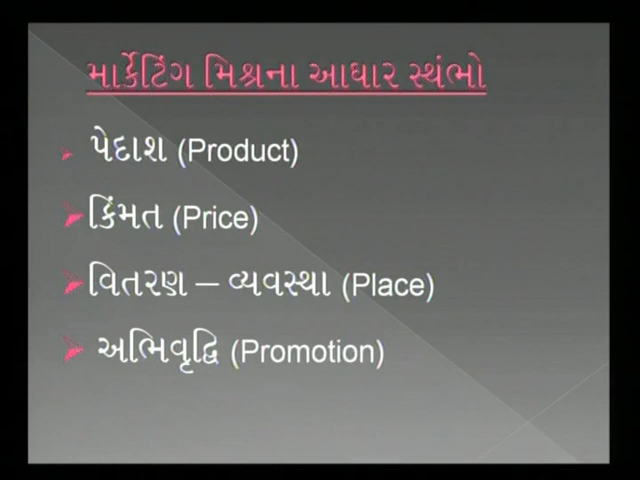 માર્કેટિંગ મિશ્રના આધાર સ્થંભો
પેદાશ (Product)
કિંમત (Price)
વિતરણ – વ્યવસ્થા (Place)
અભિવૃદ્ધિ (Promotion)